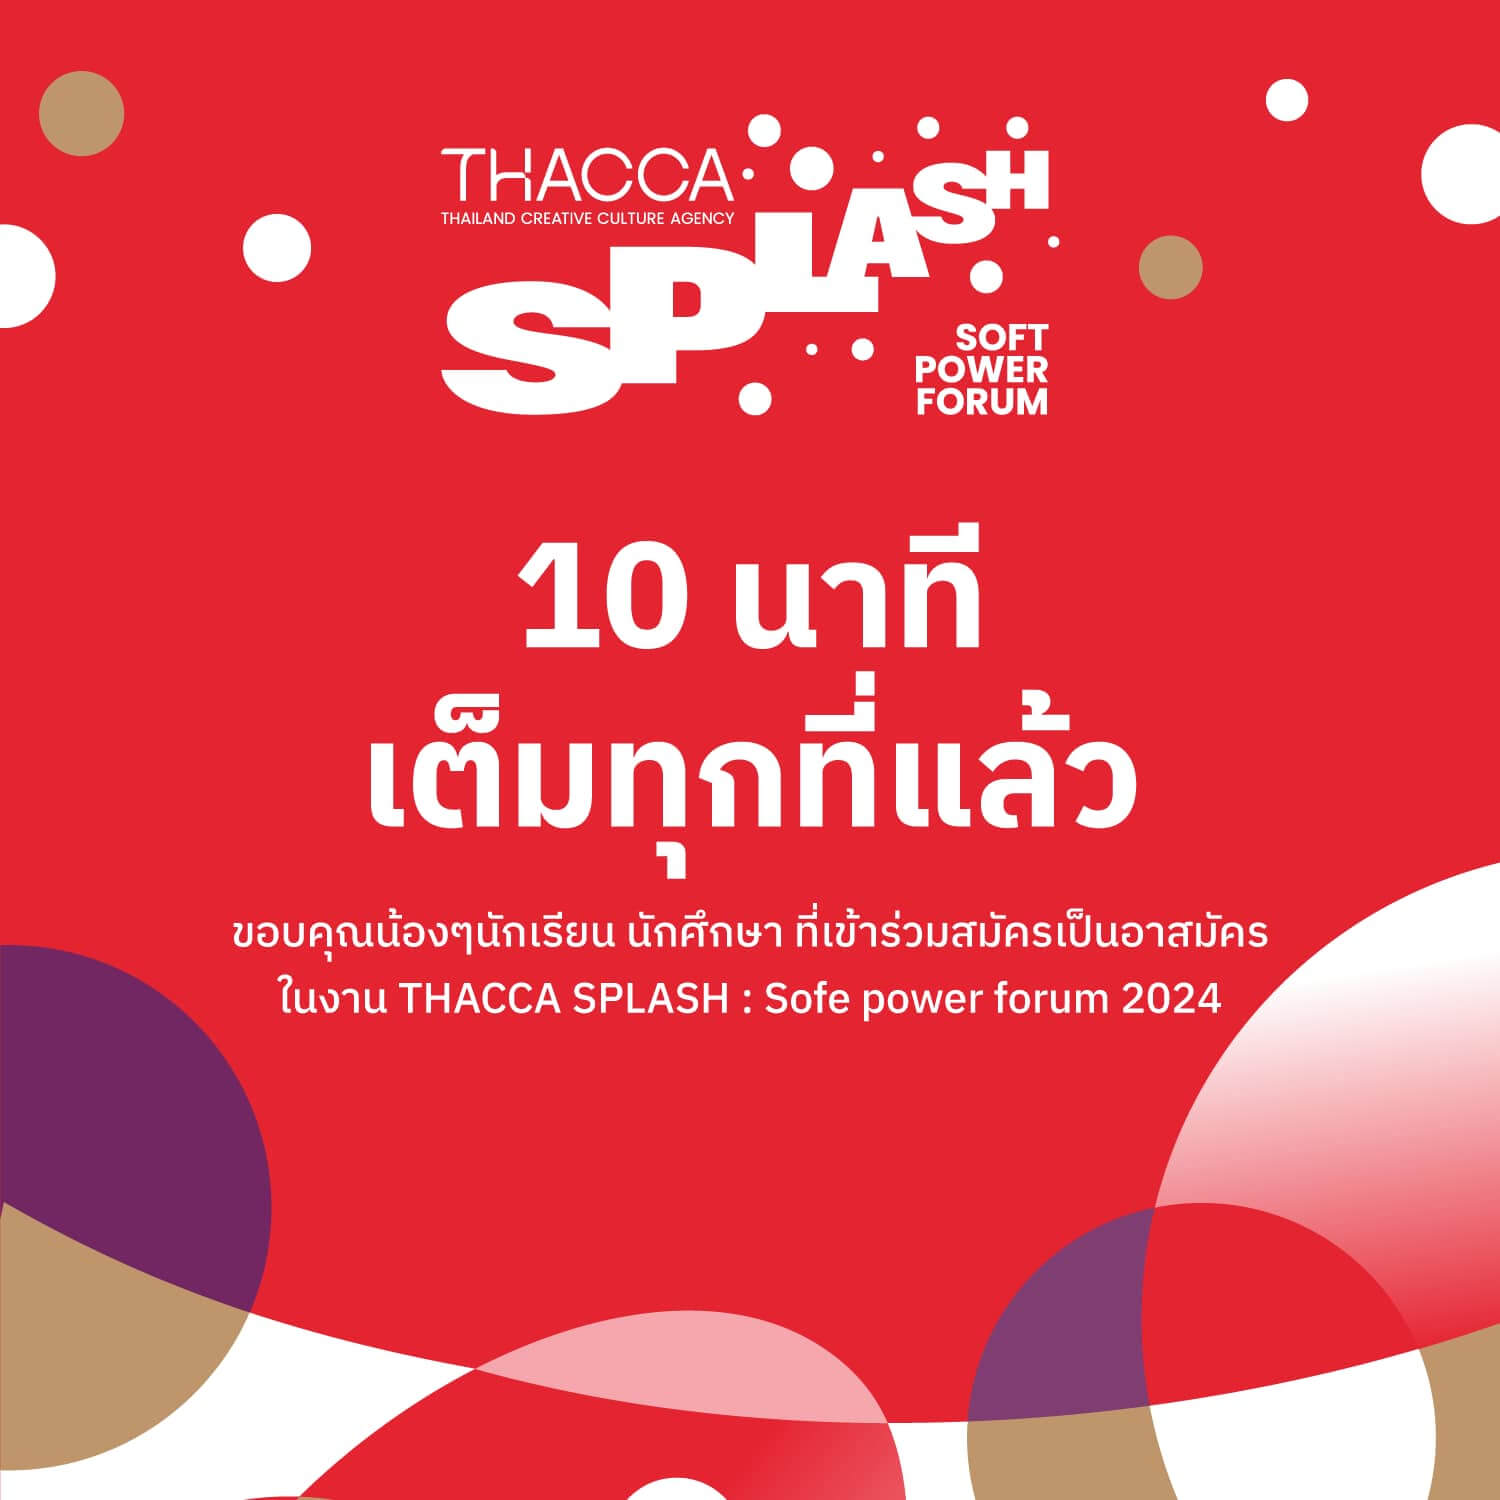 THACCA
THAILAND CREATIVE CULTURE AGENCY
SPLASH
SOFT
POWER
FORUM
10 นาที
เต็มทุกที่แล้ว
ขอบคุณน้องๆนักเรียน นักศึกษา ที่เข้าร่วมสมัครเป็นอาสมัคร
ในงาน THACCA SPLASH : Sofe power forum 2024